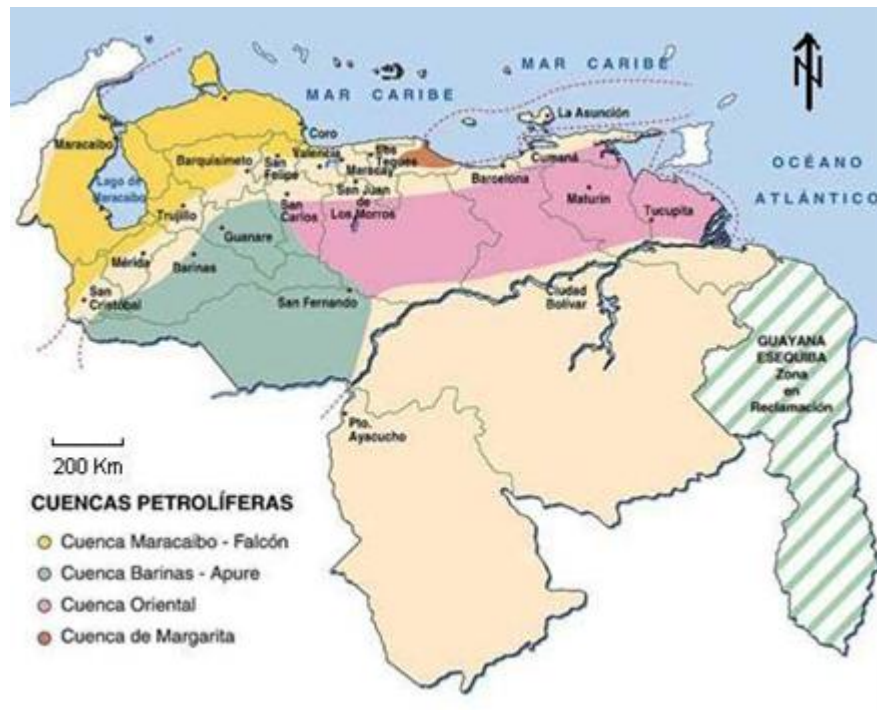 MAR CARIBE
MAR CARIBE
OCÉANO
ATLÁNTICO
N
La Asunción
Coro
Maracaibo
Valencia
Los
Teques
Barquisimeto
San
Felipe
Maracay
Cumaná
Barcelona
Lago de
Maracaibo
San Juan
de
Los Morros
San
Carlos
Maturín
Trujillo
Tucupita
Guanare
Mérida
Barinas
San
Cristóbal
San Fernando
Ciudad
Bolívar
GUAYANA
ESEQUIBA
Zona
en
Reclamación
Pto.
Ayacucho
200 Km
CUENCAS PETROLÍFERAS
Cuenca Maracaibo - Falcón
Cuenca Barinas - Apure
Cuenca Oriental
Cuenca de Margarita